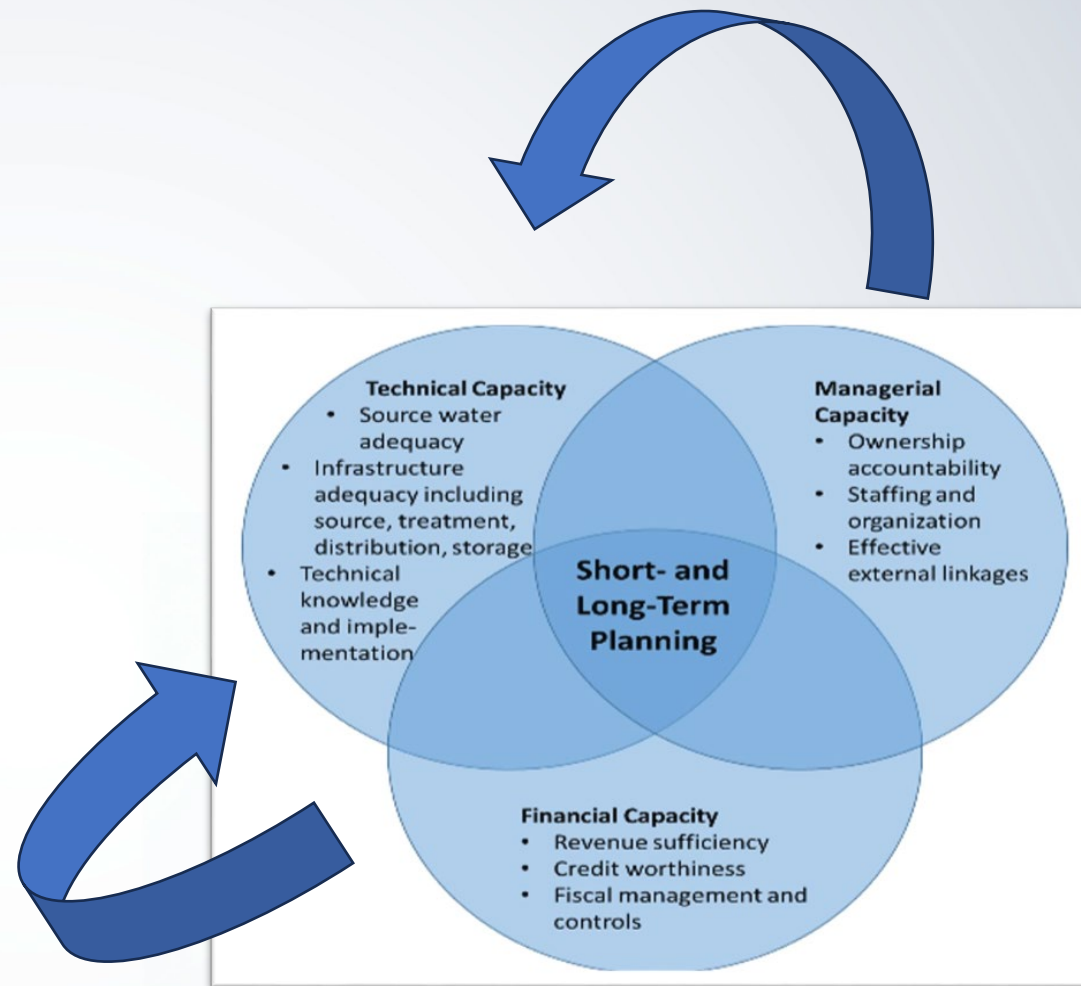 Technical Capacity
• Source water
adequacy
• Infrastructure
adequacy including
source, treatment,
distribution, storage
• Technical
knowledge
and imple-
mentation
Managerial
Capacity
• Ownership
accountability
• Staffing and
organization
• Effective
external linkages
Short- and
Long-Term
Planning
Financial Capacity
• Revenue sufficiency
• Credit worthiness
• Fiscal management and
controls